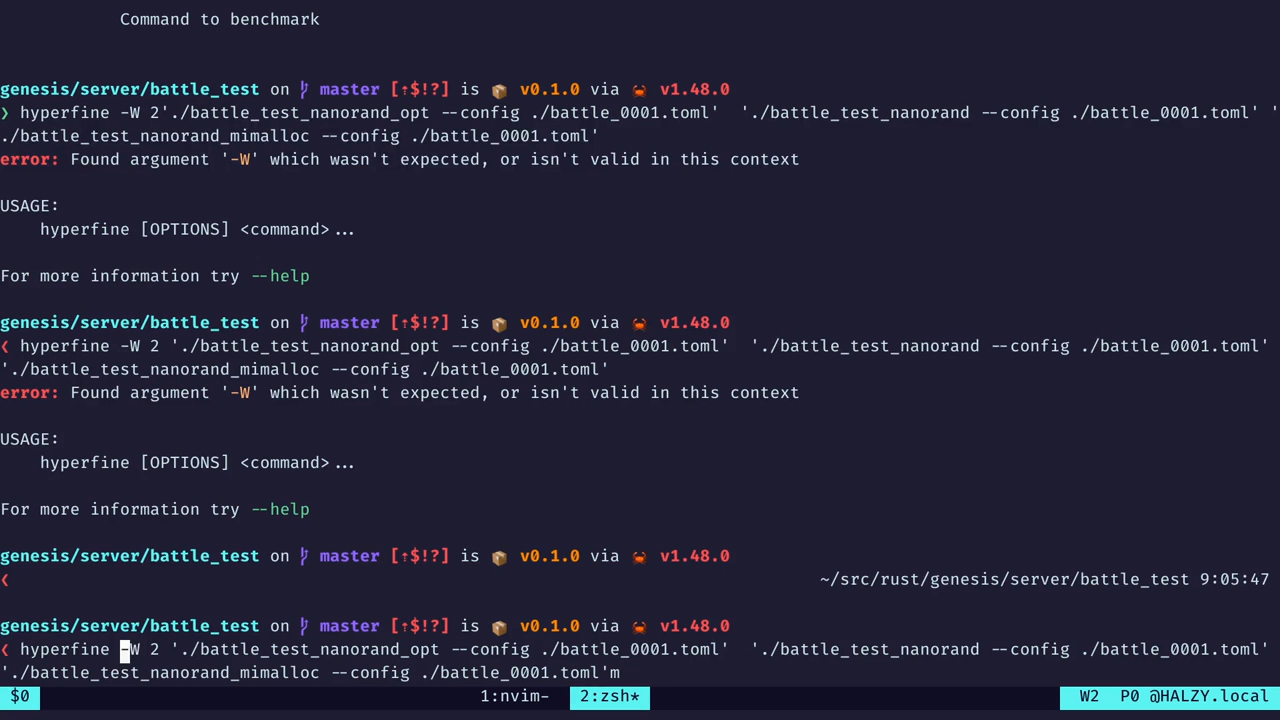 Command to benchmark
genesis/server/battle_test on master [⇡$!?] is 📦 v0.1.0 via 🦀 v1.48.0
❯ hyperfine -W 2'./battle_test_nanorand_opt --config ./battle_0001.toml'  './battle_test_nanorand --config ./battle_0001.toml' '
./battle_test_nanorand_mimalloc --config ./battle_0001.toml'
error: Found argument '-W' which wasn't expected, or isn't valid in this context
USAGE:
hyperfine [OPTIONS] <command>...
For more information try --help
genesis/server/battle_test on master [⇡$!?] is 📦 v0.1.0 via 🦀 v1.48.0
❮ hyperfine -W 2 './battle_test_nanorand_opt --config ./battle_0001.toml'  './battle_test_nanorand --config ./battle_0001.toml'
'./battle_test_nanorand_mimalloc --config ./battle_0001.toml'
error: Found argument '-W' which wasn't expected, or isn't valid in this context
USAGE:
hyperfine [OPTIONS] <command>...
For more information try --help
genesis/server/battle_test on master [⇡$!?] is 📦 v0.1.0 via 🦀 v1.48.0
❮ ~/src/rust/genesis/server/battle_test 9:05:47
genesis/server/battle_test on master [⇡$!?] is 📦 v0.1.0 via 🦀 v1.48.0
❮ hyperfine -W 2 './battle_test_nanorand_opt --config ./battle_0001.toml'  './battle_test_nanorand --config ./battle_0001.toml'
'./battle_test_nanorand_mimalloc --config ./battle_0001.toml'm
$0 1:nvim- 2:zsh* W2 P0 @HALZY.local